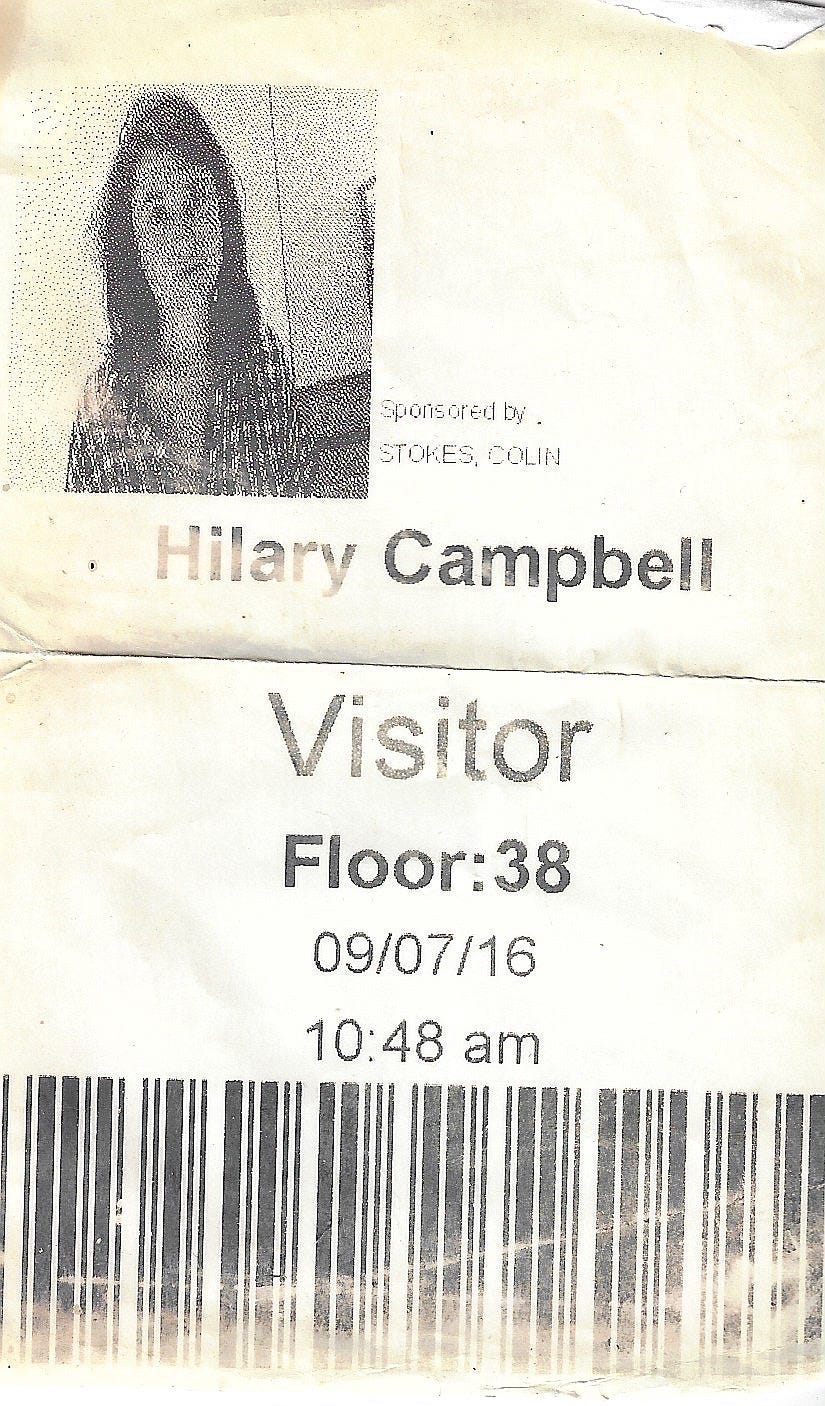 Sponsored by
STOKES, COLIN
Hilary Campbell
Visitor
Floor:38
09/07/16
10:48 am